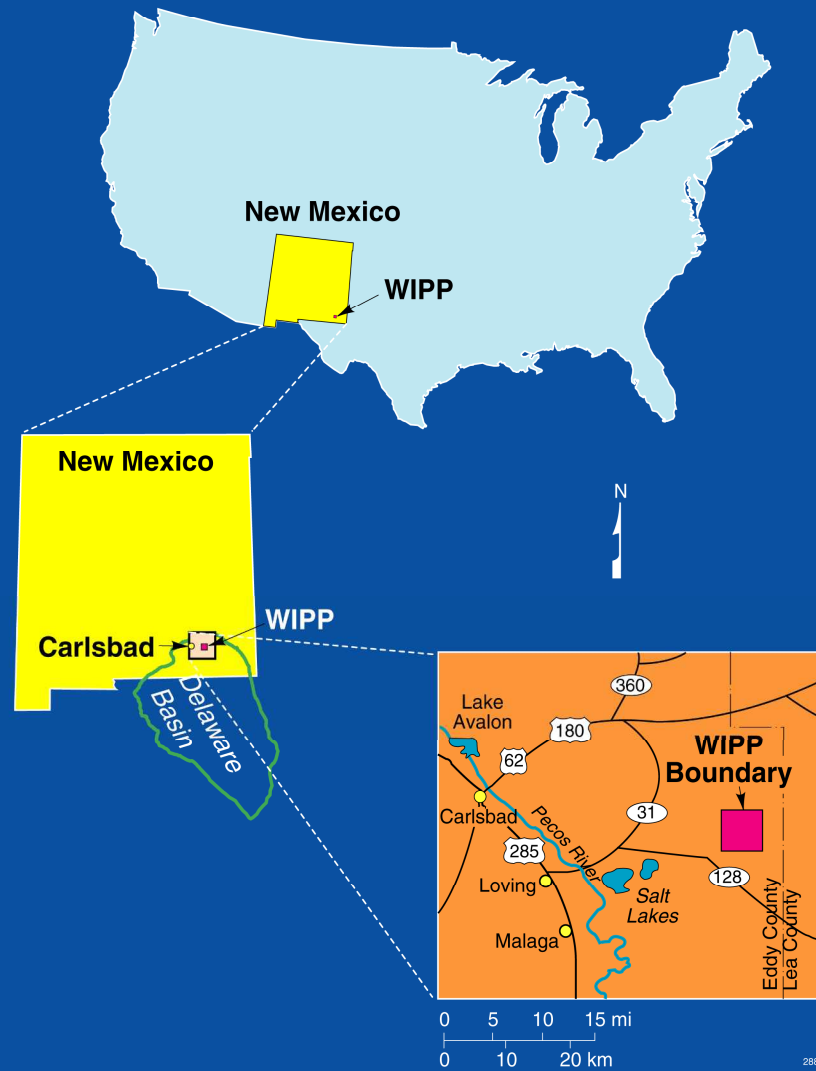 New Mexico
WIPP
New Mexico
N
WIPP
Carlsbad
Delaware
Basin
360
Lake
Avalon
180
WIPP
Boundary
62
Carlsbad
Pecos River
31
285
128
Loving
Salt
Lakes
Malaga
Eddy County
Lea County
0 5 10 15 mi
0 10 20 km
288